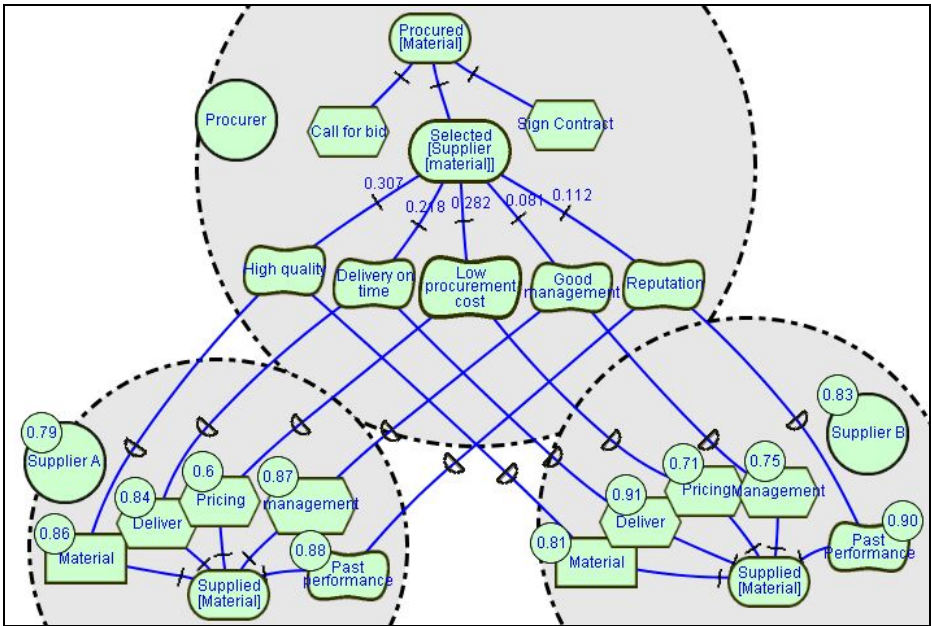 Procured
[Material]
Procurer
Call for bid
Sign Contract
Selected
[Supplier
[material]]
0.307
0.218
0.282
0.081
0.112
High quality
Delivery on
time
Low
procurement
cost
Good
management
Reputation
0.79
Supplier A
0.86
Material
0.84
Deliver
0.6
Pricing
0.87
management
0.88
Past
performance
Supplied
[Material]
0.83
Supplier B
0.81
Material
0.91
Deliver
0.71
Pricing
0.75
Management
0.90
Past
Performance
Supplied
[Material]